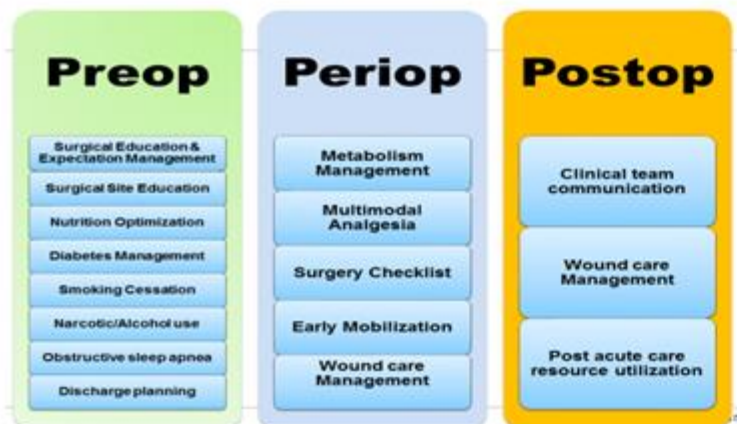 Preop
Surgical Education &
Expectation Management
Surgical Site Education
Nutrition Optimization
Diabetes Management
Smoking Cessation
Narcotic/Alcohol use
Obstructive sleep apnea
Discharge planning
Periop
Metabolism
Management
Multimodal
Analgesia
Surgery Checklist
Early Mobilization
Wound care
Management
Postop
Clinical team
communication
Wound care
Management
Post acute care
resource utilization